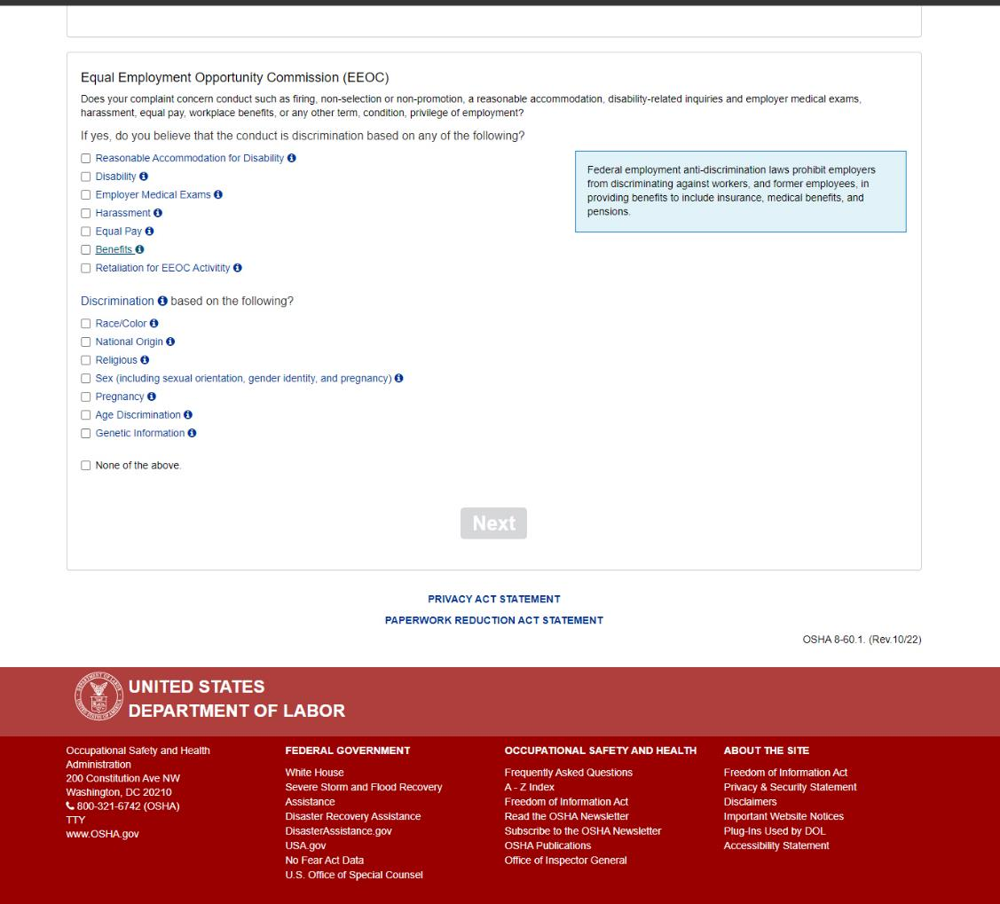 Equal Employment Opportunity Commission (EEOC)
Does your complaint concern conduct such as firing, non-selection or non-promotion, a reasonable accommodation, disability-related inquiries and employer medical exams,
harassment, equal pay, workplace benefits, or any other term, condition, privilege of employment?
If yes, do you believe that the conduct is discrimination based on any of the following?
Reasonable Accommodation for Disability
Disability
Employer Medical Exams
Harassment
Equal Pay
Benefits
Retaliation for EEOC Activitity
Federal employment anti-discrimination laws prohibit employers
from discriminating against workers, and former employees, in
providing benefits to include insurance, medical benefits, and
pensions.
Discrimination based on the following?
Race/Color
National Origin
Religious
Sex (including sexual orientation, gender identity, and pregnancy)
Pregnancy
Age Discrimination
Genetic Information
None of the above.
Next
PRIVACY ACT STATEMENT
PAPERWORK REDUCTION ACT STATEMENT
OSHA 8-60.1. (Rev.10/22)
UNITED STATES
DEPARTMENT OF LABOR
Occupational Safety and Health
Administration
200 Constitution Ave NW
Washington, DC 20210
800-321-6742 (OSHA)
TTY
www.OSHA.gov
FEDERAL GOVERNMENT
White House
Severe Storm and Flood Recovery
Assistance
Disaster Recovery Assistance
DisasterAssistance.gov
USA.gov
No Fear Act Data
U.S. Office of Special Counsel
OCCUPATIONAL SAFETY AND HEALTH
Frequently Asked Questions
A - Z Index
Freedom of Information Act
Read the OSHA Newsletter
Subscribe to the OSHA Newsletter
OSHA Publications
Office of Inspector General
ABOUT THE SITE
Freedom of Information Act
Privacy & Security Statement
Disclaimers
Important Website Notices
Plug-Ins Used by DOL
Accessibility Statement